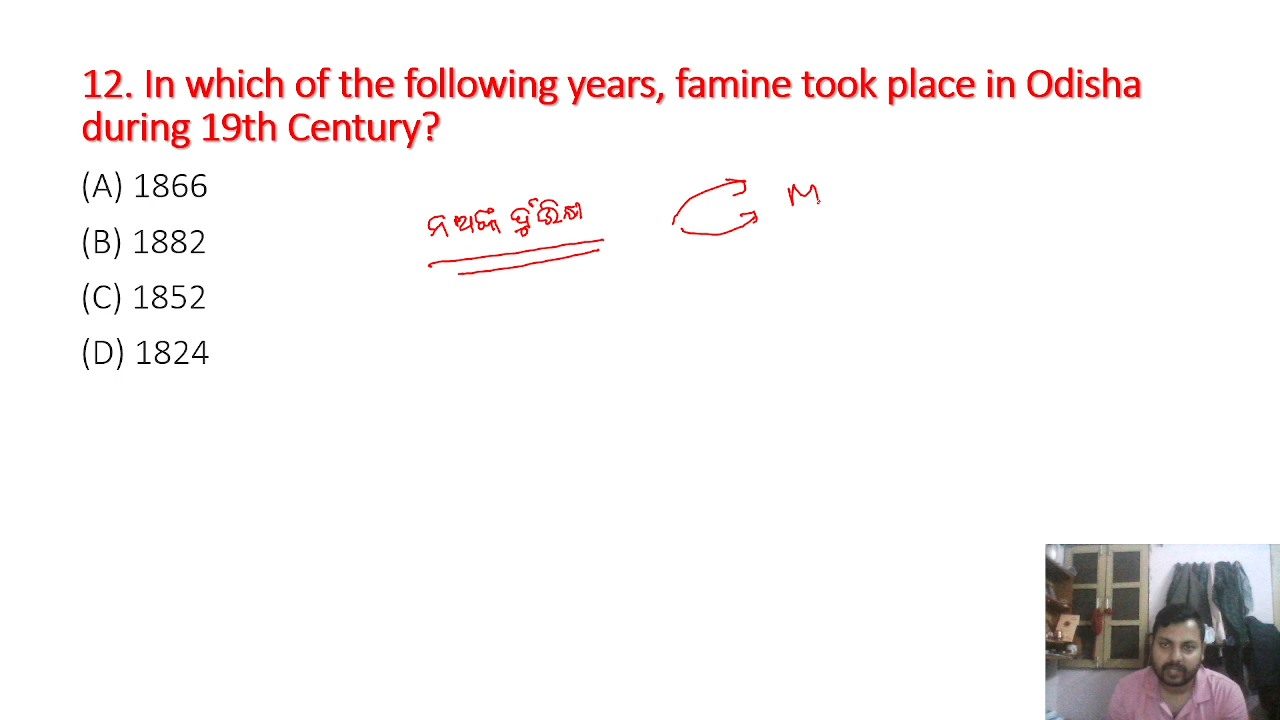 12. In which of the following years, famine took place in Odisha
during 19th Century?
(A) 1866
ନଅଙ୍କ ଦୁର୍ଭିକ୍ଷ
M
(B) 1882
(C) 1852
(D) 1824